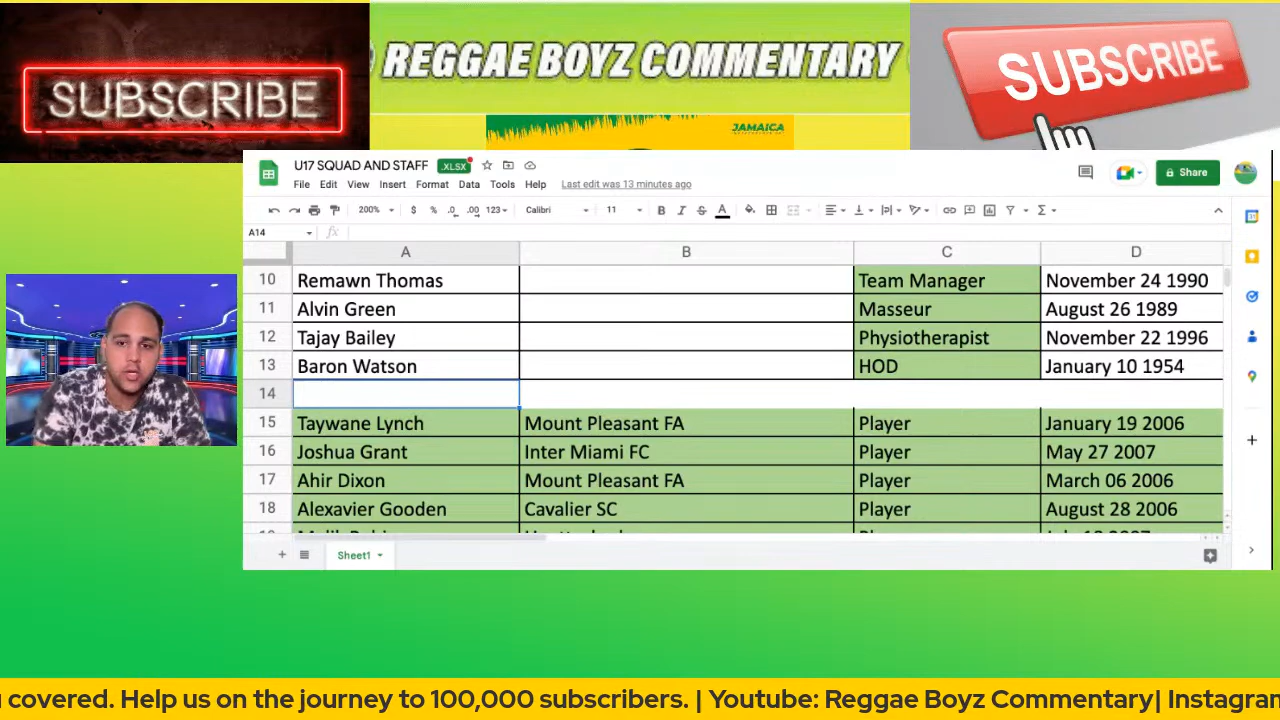 SUBSCRIBE
REGGAE BOYZ COMMENTARY
SUBSCRIBE
JAMAICA
U17 SQUAD AND STAFF .XLSX
File Edit View Insert Format Data Tools Help Last edit was 13 minutes ago
Share
200% $ % .0 .00 123 Calibri 11 B I S A
A14 fx
A B C D
10 Remawn Thomas Team Manager November 24 1990
11 Alvin Green Masseur August 26 1989
12 Tajay Bailey Physiotherapist November 22 1996
13 Baron Watson HOD January 10 1954
14
15 Taywane Lynch Mount Pleasant FA Player January 19 2006
16 Joshua Grant Inter Miami FC Player May 27 2007
17 Ahir Dixon Mount Pleasant FA Player March 06 2006
18 Alexavier Gooden Cavalier SC Player August 28 2006
Sheet1
covered. Help us on the journey to 100,000 subscribers. | Youtube: Reggae Boyz Commentary| Instagran